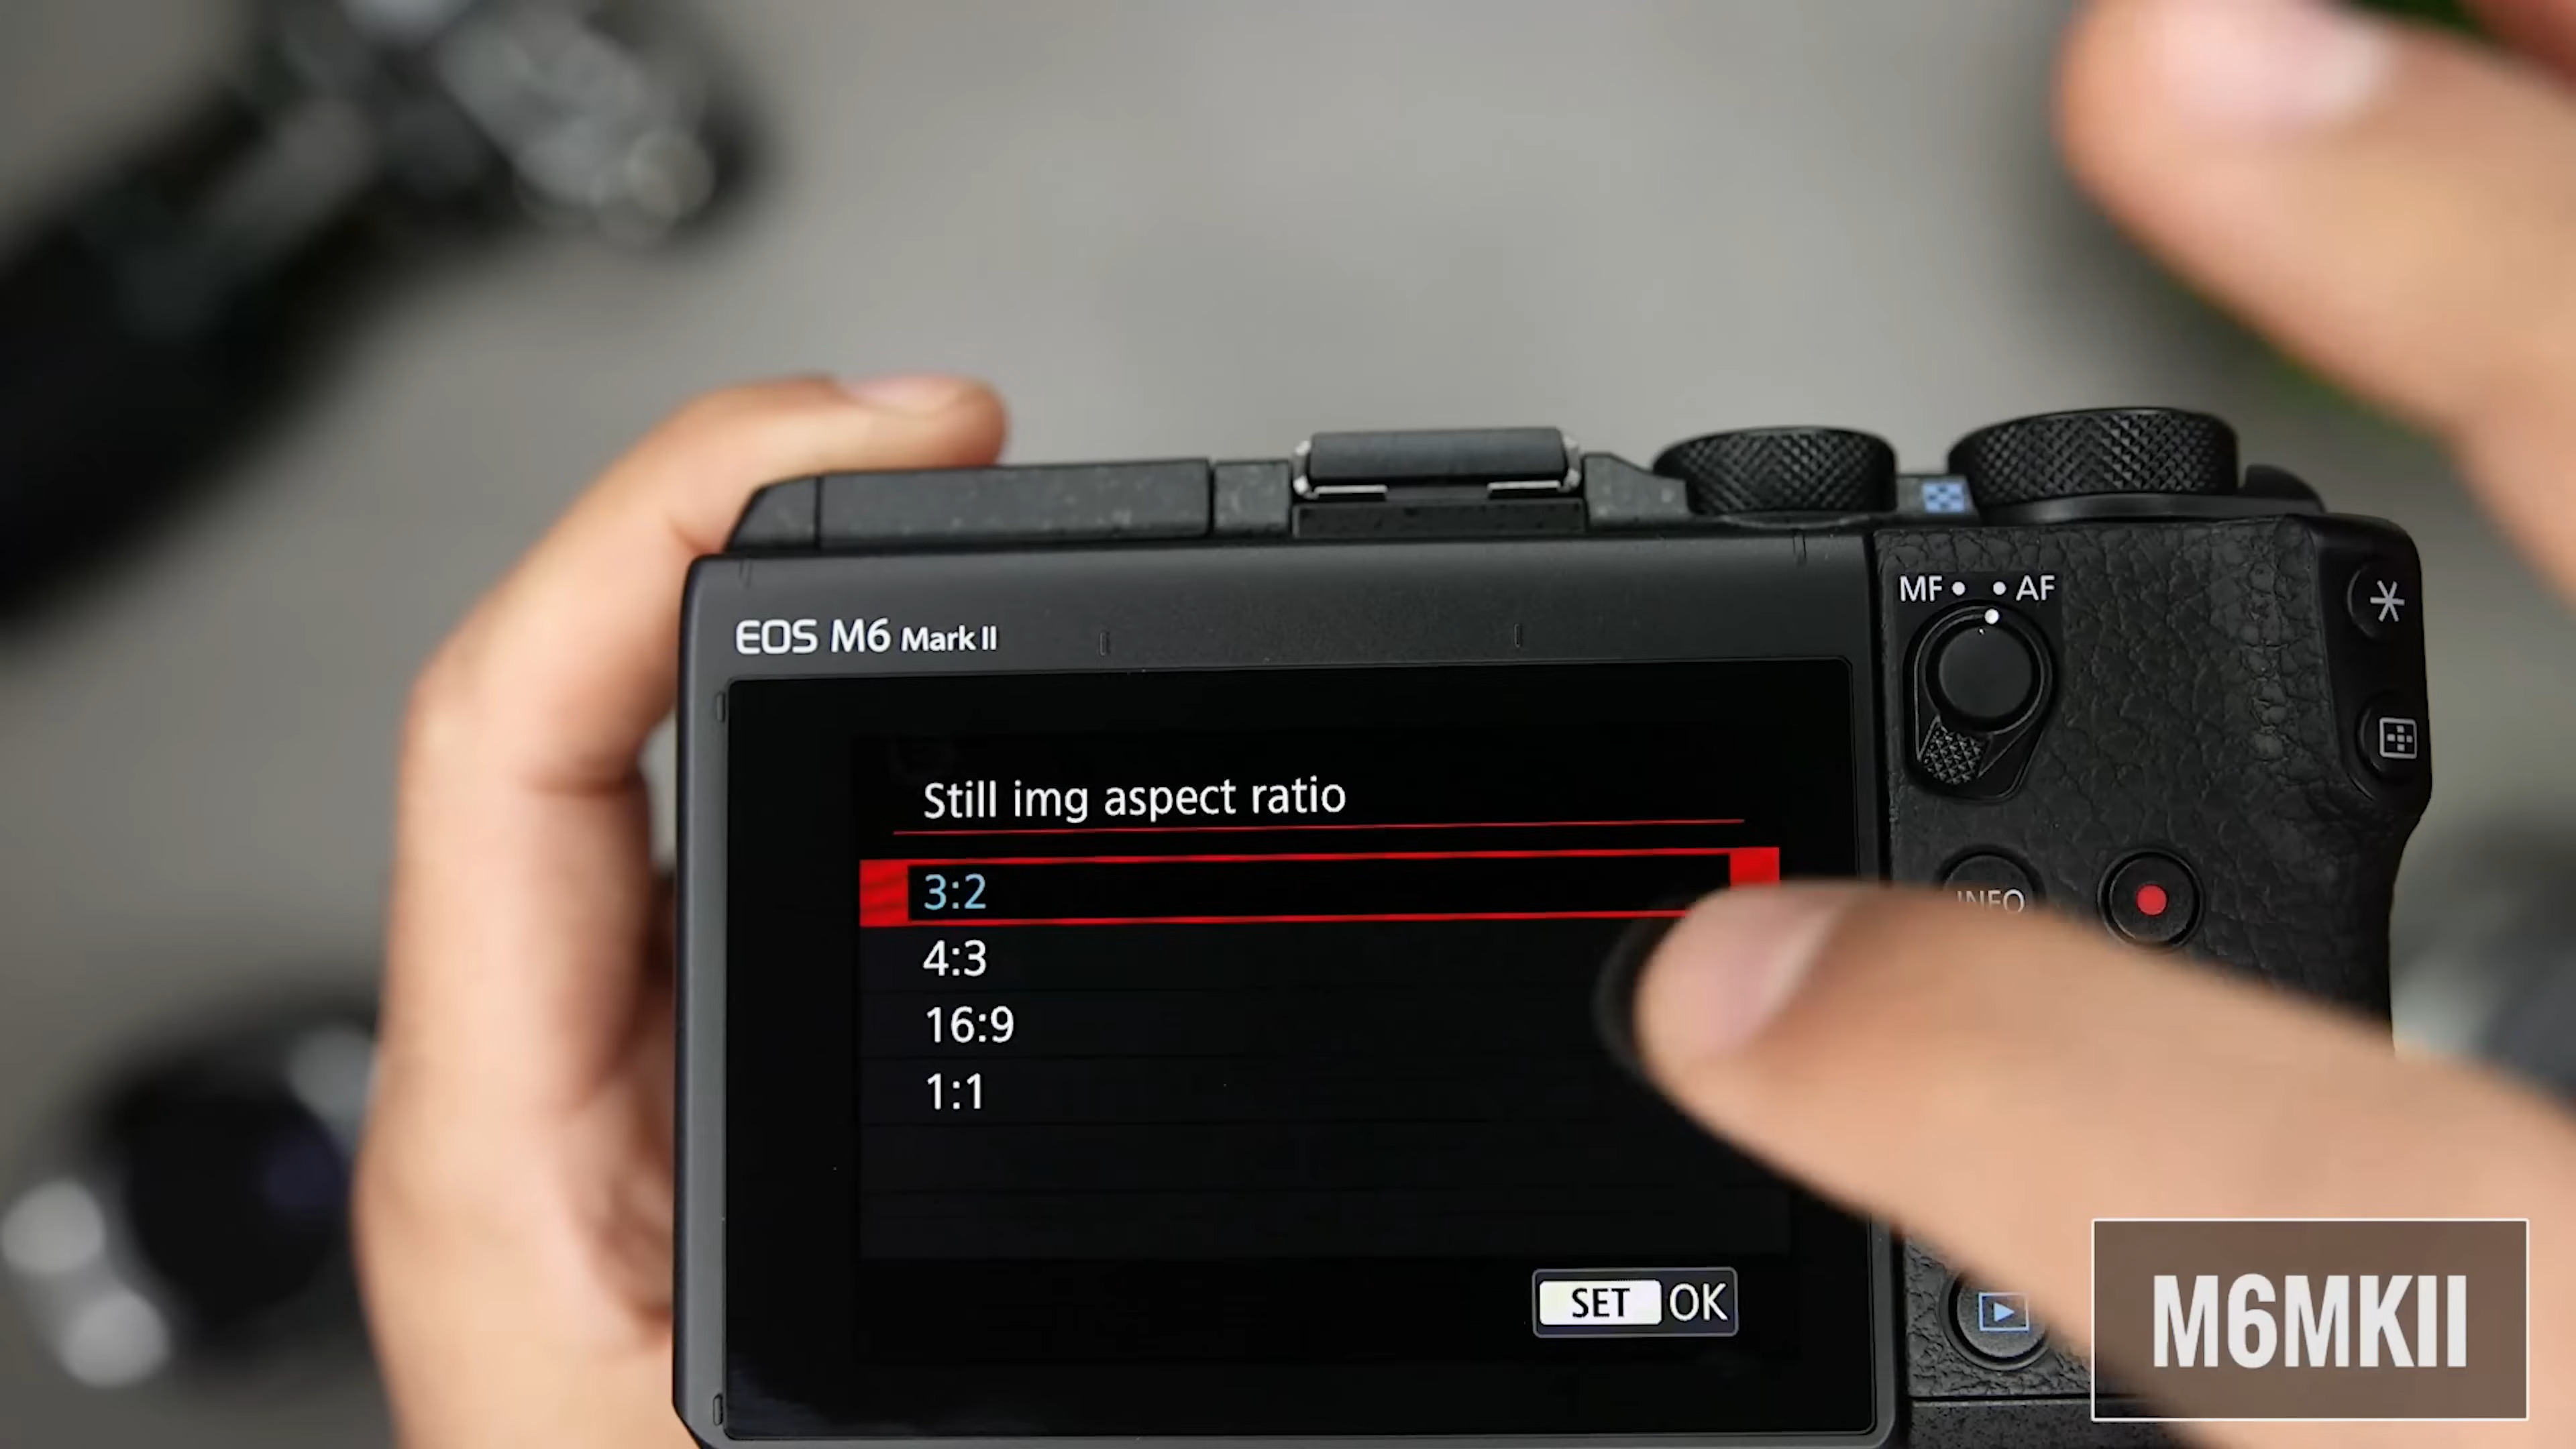 MF • • AF
EOS M6 Mark II
Still img aspect ratio
3:2
4:3
16:9
1:1
INFO
SET OK
M6MKII